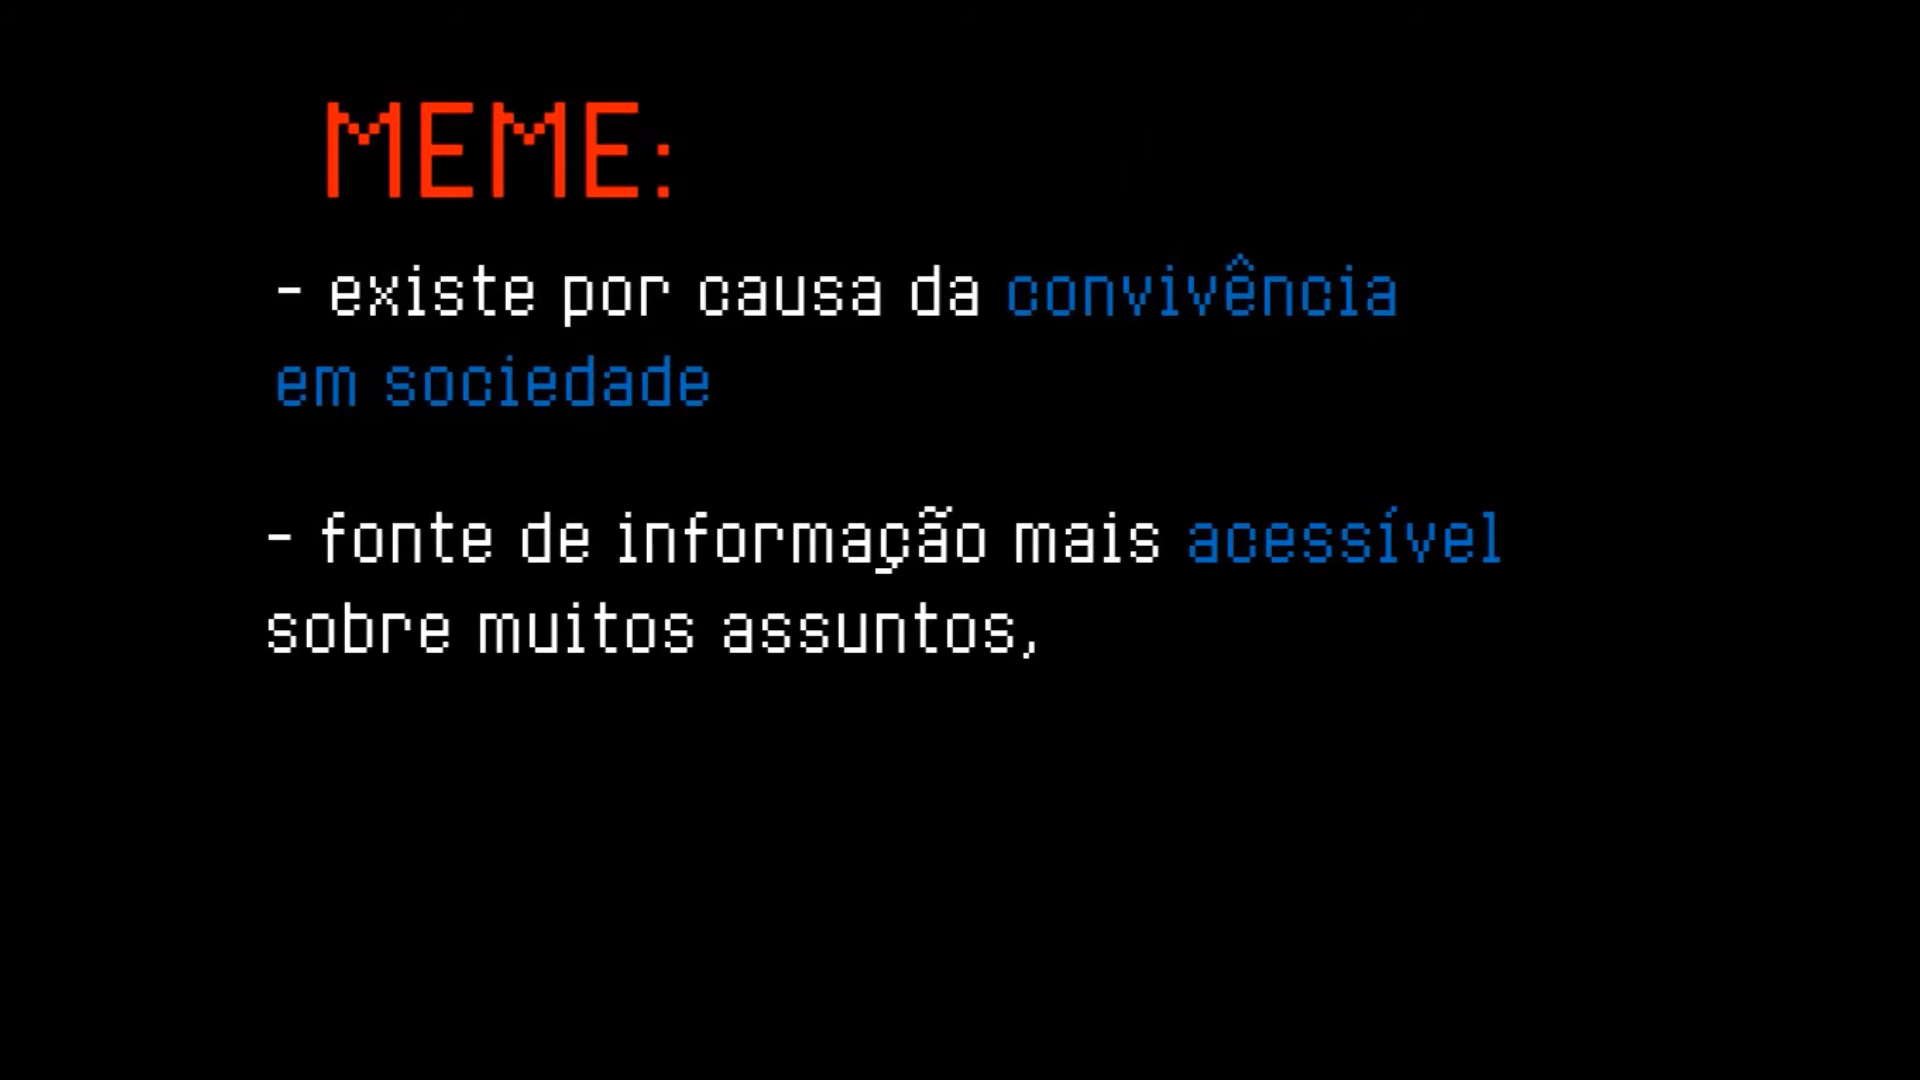 MEME:
- existe por causa da convivência
em sociedade
- fonte de informação mais acessível
sobre muitos assuntos,